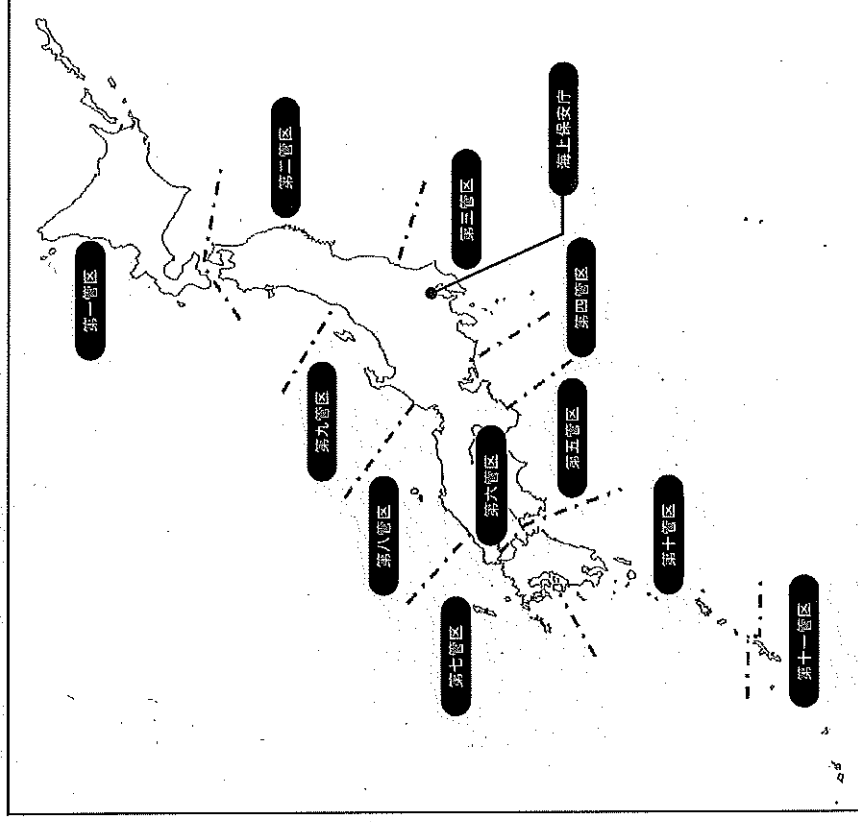 第一管区
第二管区
第三管区
海上保安庁
第四管区
第五管区
第六管区
第七管区
第八管区
第九管区
第十管区
第十一管区